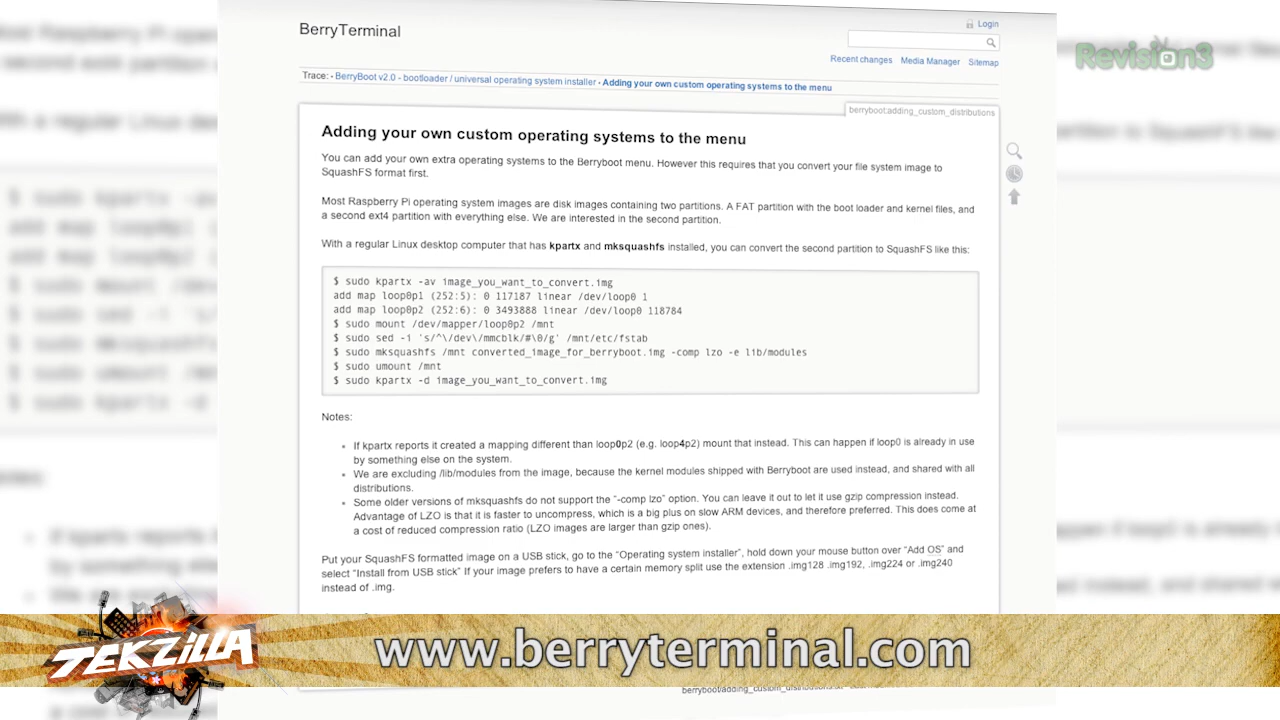 BerryTerminal
Login
Recent changes Media Manager Sitemap
Revision3
Trace: • BerryBoot v2.0 - bootloader / universal operating system installer • Adding your own custom operating systems to the menu
berryboot:adding_custom_distributions
Adding your own custom operating systems to the menu
You can add your own extra operating systems to the Berryboot menu. However this requires that you convert your file system image to
SquashFS format first.
Most Raspberry Pi operating system images are disk images containing two partitions. A FAT partition with the boot loader and kernel files, and
a second ext4 partition with everything else. We are interested in the second partition.
With a regular Linux desktop computer that has kpartx and mksquashfs installed, you can convert the second partition to SquashFS like this:
$ sudo kpartx -av image_you_want_to_convert.img
add map loop0p1 (252:5): 0 117187 linear /dev/loop0 1
add map loop0p2 (252:6): 0 3493888 linear /dev/loop0 118784
$ sudo mount /dev/mapper/loop0p2 /mnt
$ sudo sed -i 's/^\/dev\/mmcblk/#\0/g' /mnt/etc/fstab
$ sudo mksquashfs /mnt converted_image_for_berryboot.img -comp lzo -e lib/modules
$ sudo umount /mnt
$ sudo kpartx -d image_you_want_to_convert.img
Notes:
If kpartx reports it created a mapping different than loop0p2 (e.g. loop4p2) mount that instead. This can happen if loop0 is already in use
by something else on the system.
We are excluding /lib/modules from the image, because the kernel modules shipped with Berryboot are used instead, and shared with all
distributions.
Some older versions of mksquashfs do not support the "-comp lzo" option. You can leave it out to let it use gzip compression instead.
Advantage of LZO is that it is faster to uncompress, which is a big plus on slow ARM devices, and therefore preferred. This does come at
a cost of reduced compression ratio (LZO images are larger than gzip ones).
Put your SquashFS formatted image on a USB stick, go to the "Operating system installer", hold down your mouse button over "Add OS" and
select "Install from USB stick" If your image prefers to have a certain memory split use the extension .img128 .img192, .img224 or .img240
instead of .img.
TEKZILLA
www.berryterminal.com